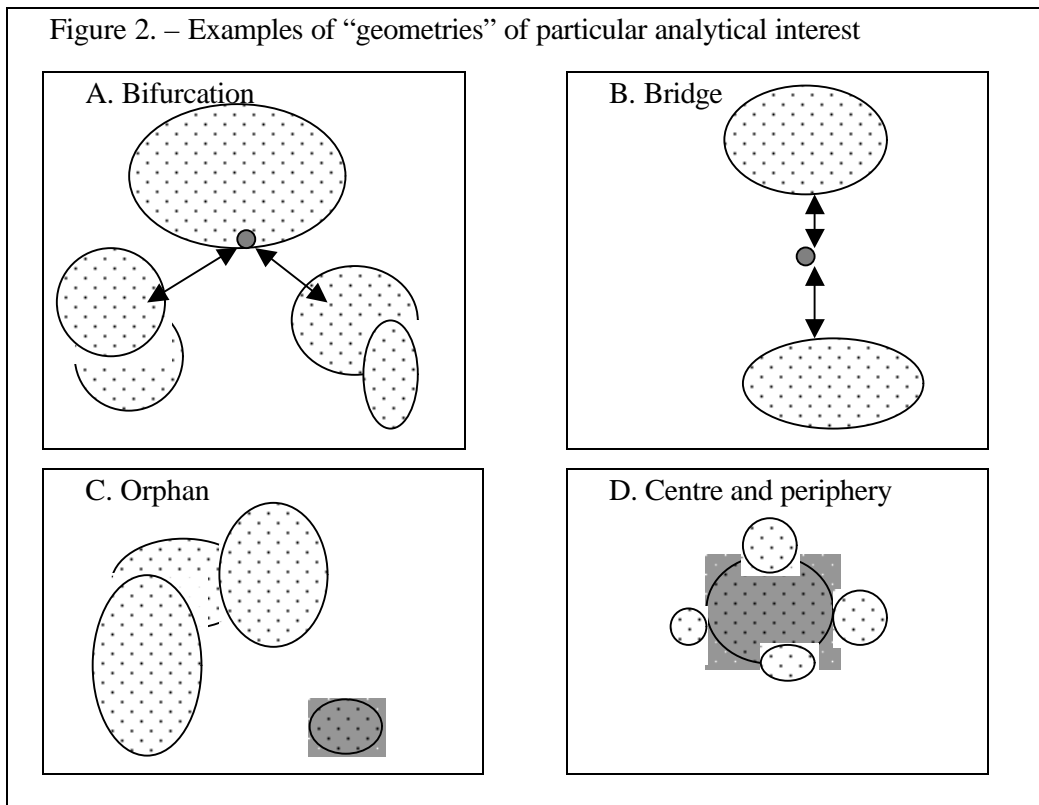 Figure 2. – Examples of “geometries” of particular analytical interest
A. Bifurcation
B. Bridge
C. Orphan
D. Centre and periphery